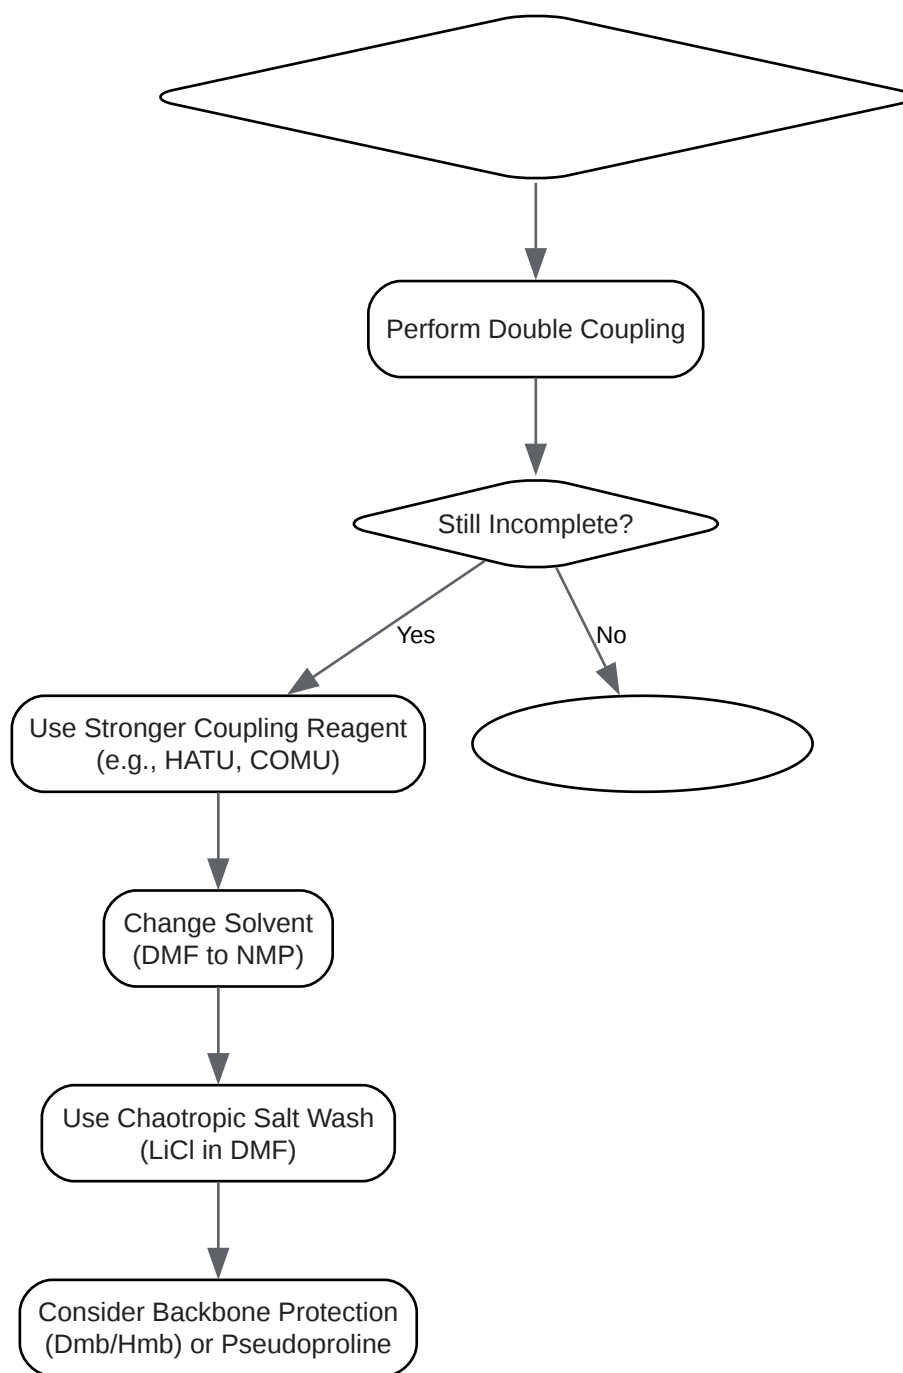 Perform Double Coupling
Still Incomplete?
Yes
No
Use Stronger Coupling Reagent
(e.g., HATU, COMU)
Change Solvent
(DMF to NMP)
Use Chaotropic Salt Wash
(LiCl in DMF)
Consider Backbone Protection
(Dmb/Hmb) or Pseudoproline